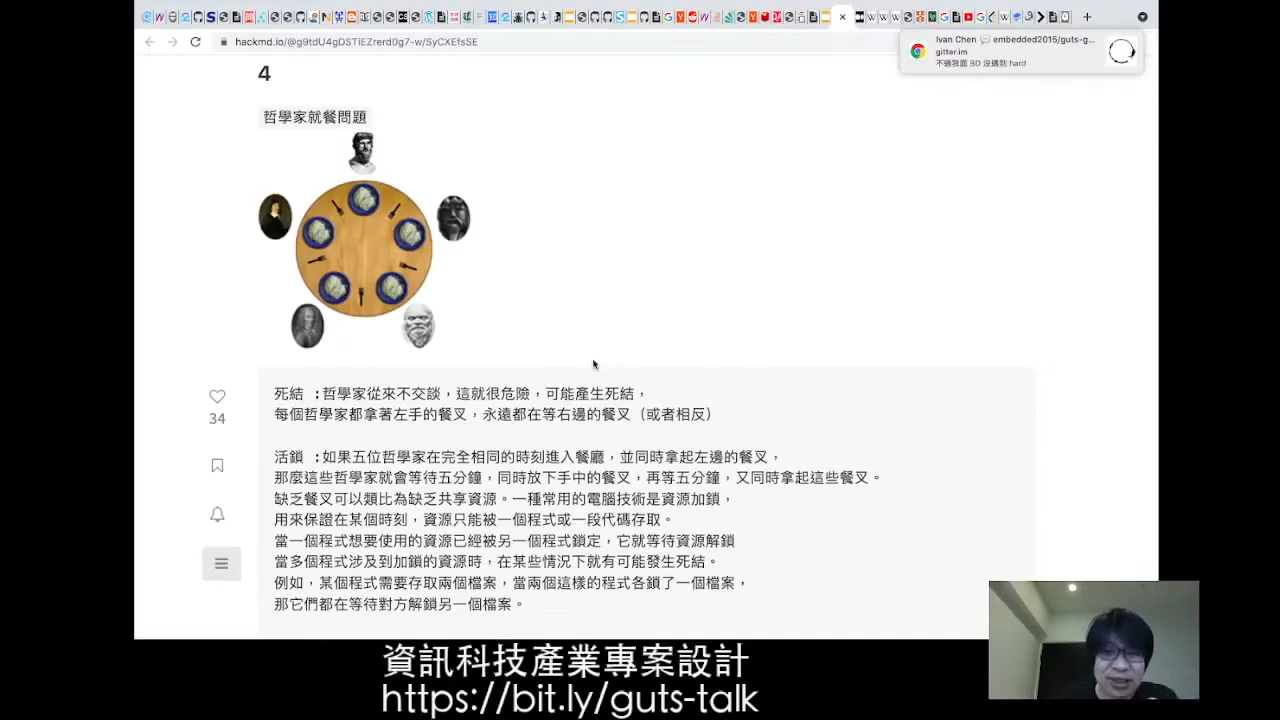 hackmd.io/@g9tdU4gDSTiEZrerd0g7-w/SyCXEfsSE
Ivan Chen 💬 embedded2015/guts-g...
gitter.im
不過我面 BD 沒遇到 hard
4
哲學家就餐問題
34
死結 :哲學家從來不交談，這就很危險，可能產生死結，
每個哲學家都拿著左手的餐叉，永遠都在等右邊的餐叉（或者相反）
活鎖 :如果五位哲學家在完全相同的時刻進入餐廳，並同時拿起左邊的餐叉，
那麼這些哲學家就會等待五分鐘，同時放下手中的餐叉，再等五分鐘，又同時拿起這些餐叉。
缺乏餐叉可以類比為缺乏共享資源。一種常用的電腦技術是資源加鎖，
用來保證在某個時刻，資源只能被一個程式或一段代碼存取。
當一個程式想要使用的資源已經被另一個程式鎖定，它就等待資源解鎖
當多個程式涉及到加鎖的資源時，在某些情況下就有可能發生死結。
例如，某個程式需要存取兩個檔案，當兩個這樣的程式各鎖了一個檔案，
那它們都在等待對方解鎖另一個檔案。
資訊科技產業專案設計
https://bit.ly/guts-talk